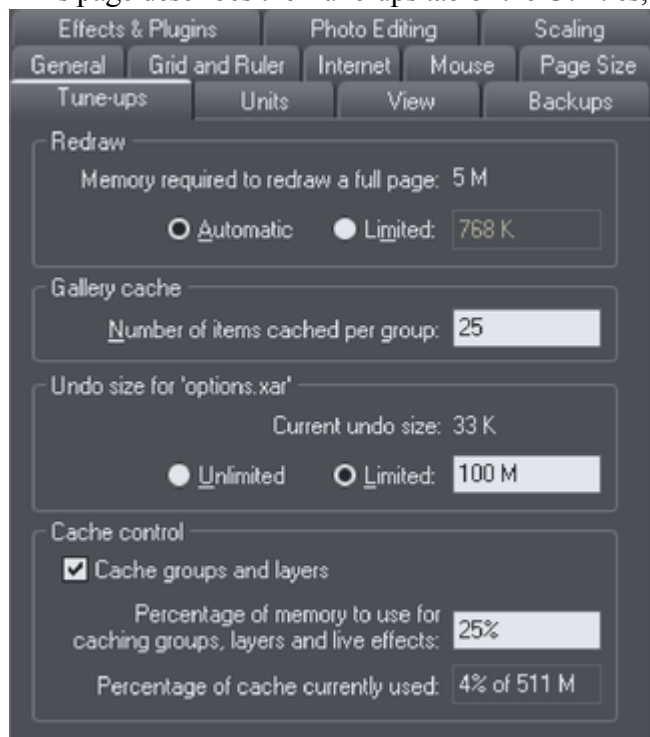 Effects & Plugins Photo Editing Scaling
General Grid and Ruler Internet Mouse Page Size
Tune-ups Units View Backups
Redraw
Memory required to redraw a full page: 5 M
Automatic Limited: 768 K
Gallery cache
Number of items cached per group: 25
Undo size for 'options.xar'
Current undo size: 33 K
Unlimited Limited: 100 M
Cache control
Cache groups and layers
Percentage of memory to use for
caching groups, layers and live effects: 25%
Percentage of cache currently used: 4% of 511 M